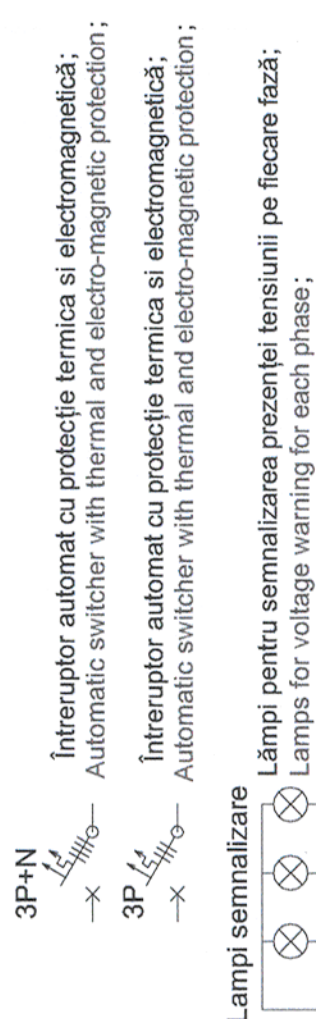 3P+N
Întreruptor automat cu protecție termica si electromagnetică;
Automatic switcher with thermal and electro-magnetic protection;
3P
Întreruptor automat cu protecție termica si electromagnetică;
Automatic switcher with thermal and electro-magnetic protection;
Lampi semnalizare
Lămpi pentru semnalizarea prezenței tensiunii pe fiecare fază;
Lamps for voltage warning for each phase;